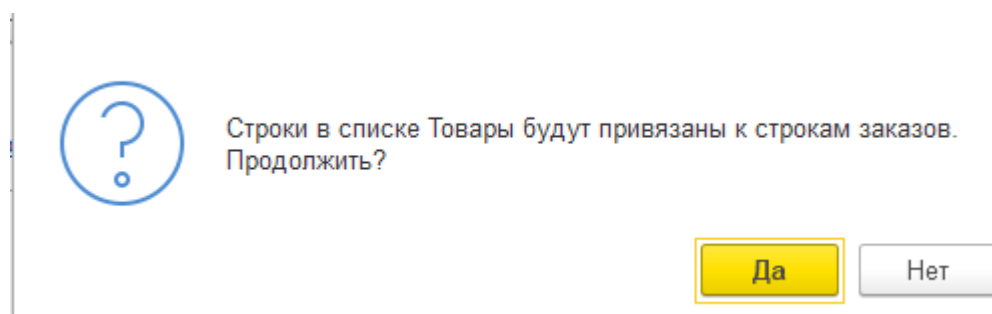 Строки в списке Товары будут привязаны к строкам заказов.
Продолжить?
Да
Нет